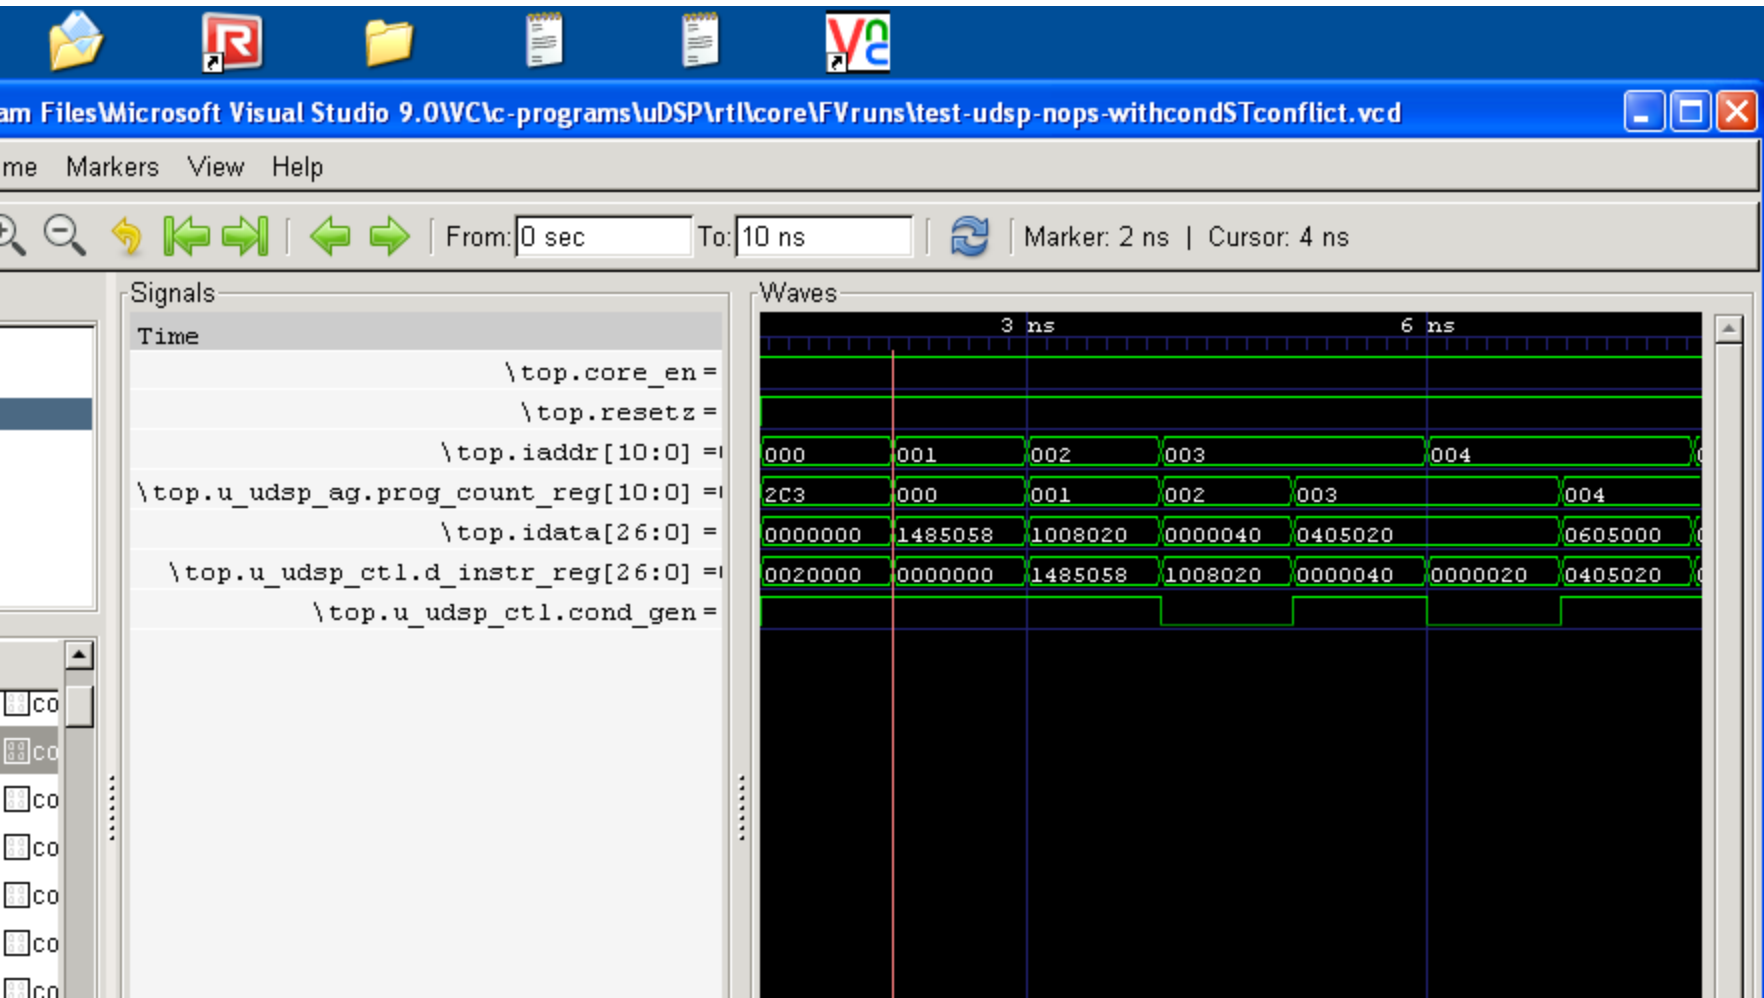 am Files\Microsoft Visual Studio 9.0\VC\c-programs\uDSP\rtl\core\FVruns\test-udsp-nops-withcondSTconflict.vcd
me Markers View Help
From: 0 sec To: 10 ns Marker: 2 ns | Cursor: 4 ns
Signals Waves
Time 3 ns 6 ns
\top.core_en =
\top.resetz =
\top.iaddr[10:0] = 000 001 002 003 004
\top.u_udsp_ag.prog_count_reg[10:0] = 2C3 000 001 002 003 004
\top.idata[26:0] = 0000000 1485058 1008020 0000040 0405020 0605000
\top.u_udsp_ctl.d_instr_reg[26:0] = 0020000 0000000 1485058 1008020 0000040 0000020 0405020
\top.u_udsp_ctl.cond_gen =
co
co
co
co
co
co
co